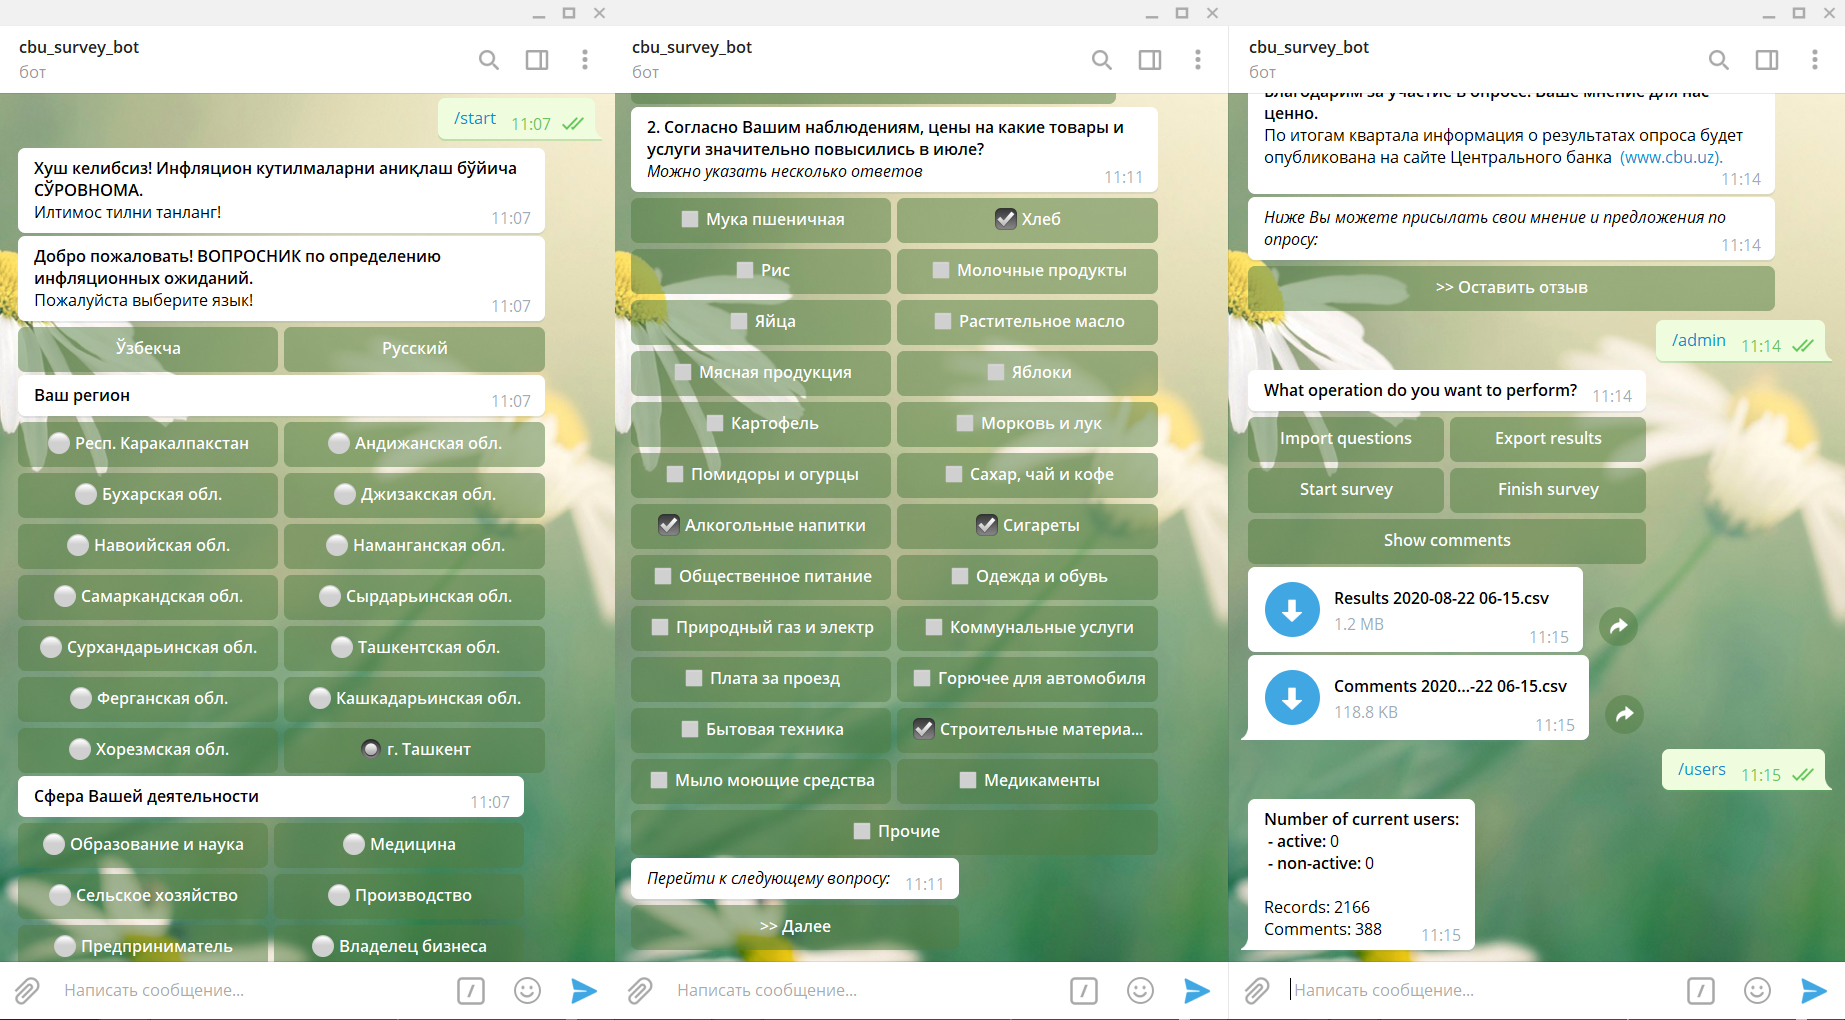 cbu_survey_bot
бот
/start 11:07
Хуш келибсиз! Инфляцион кутилмаларни аниқлаш бўйича
СЎРОВНОМА.
Илтимос тилни танланг! 11:07
Добро пожаловать! ВОПРОСНИК по определению
инфляционных ожиданий.
Пожалуйста выберите язык! 11:07
Ўзбекча Русский
Ваш регион 11:07
Респ. Каракалпакстан Андижанская обл.
Бухарская обл. Джизакская обл.
Навоийская обл. Наманганская обл.
Самаркандская обл. Сырдарьинская обл.
Сурхандарьинская обл. Ташкентская обл.
Ферганская обл. Кашкадарьинская обл.
Хорезмская обл. г. Ташкент
Сфера Вашей деятельности 11:07
Образование и наука Медицина
Сельское хозяйство Производство
Предприниматель Владелец бизнеса
Написать сообщение...
cbu_survey_bot
бот
2. Согласно Вашим наблюдениям, цены на какие товары и
услуги значительно повысились в июле?
Можно указать несколько ответов 11:11
Мука пшеничная Хлеб
Рис Молочные продукты
Яйца Растительное масло
Мясная продукция Яблоки
Картофель Морковь и лук
Помидоры и огурцы Сахар, чай и кофе
Алкогольные напитки Сигареты
Общественное питание Одежда и обувь
Природный газ и электр Коммунальные услуги
Плата за проезд Горючее для автомобиля
Бытовая техника Строительные материа...
Мыло моющие средства Медикаменты
Прочие
Перейти к следующему вопросу: 11:11
>> Далее
Написать сообщение...
cbu_survey_bot
бот
Благодарим за участие в опросе! Ваше мнение для нас
ценно.
По итогам квартала информация о результатах опроса будет
опубликована на сайте Центрального банка (www.cbu.uz).
11:14
Ниже Вы можете присылать свои мнение и предложения по
опросу: 11:14
>> Оставить отзыв
/admin 11:14
What operation do you want to perform? 11:14
Import questions Export results
Start survey Finish survey
Show comments
Results 2020-08-22 06-15.csv
1.2 MB
11:15
Comments 2020...-22 06-15.csv
118.8 KB
11:15
/users 11:15
Number of current users:
- active: 0
- non-active: 0
Records: 2166
Comments: 388 11:15
Написать сообщение...